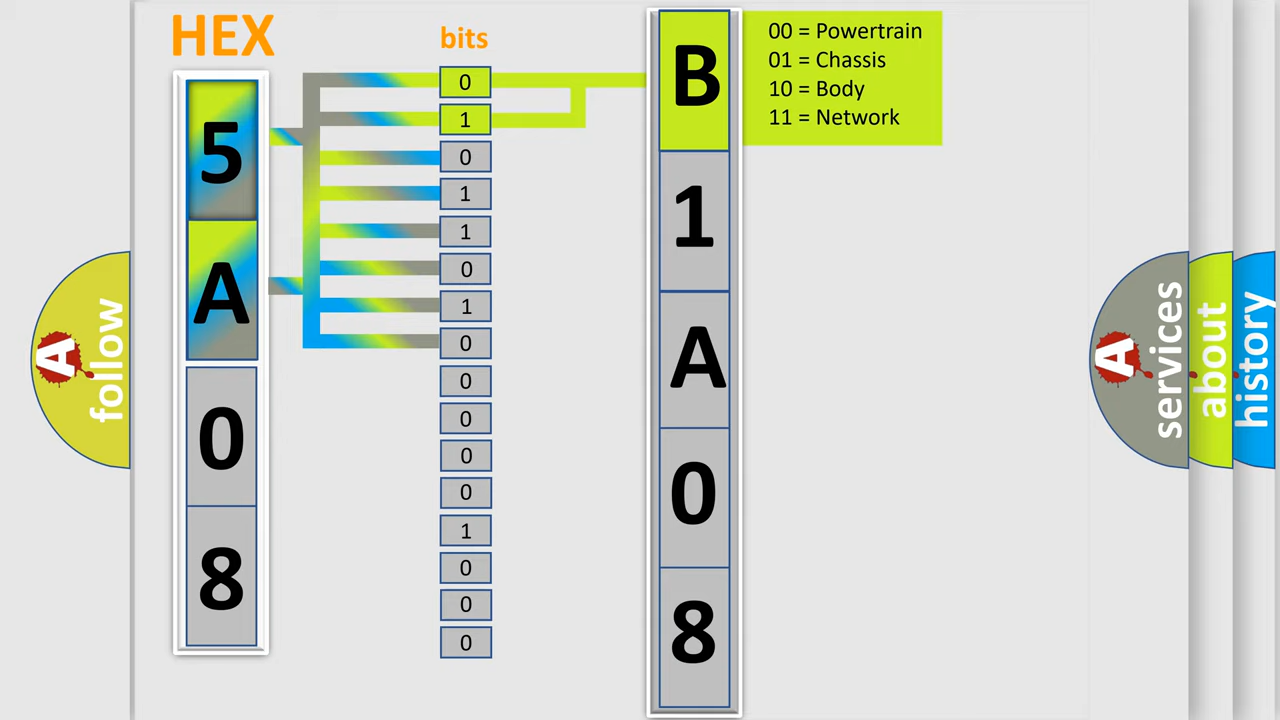 HEX
5
A
0
8
bits
0
1
0
1
1
0
1
0
0
0
0
0
1
0
0
0
B
1
A
0
8
00 = Powertrain
01 = Chassis
10 = Body
11 = Network
A
follow
A
services
about
history